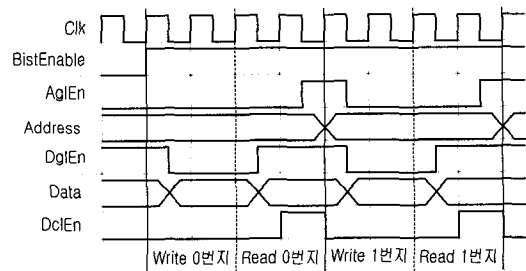 Clk
BistEnable
AglEn
Address
DglEn
Data
DclEn
Write 0번지 Read 0번지 Write 1번지 Read 1번지